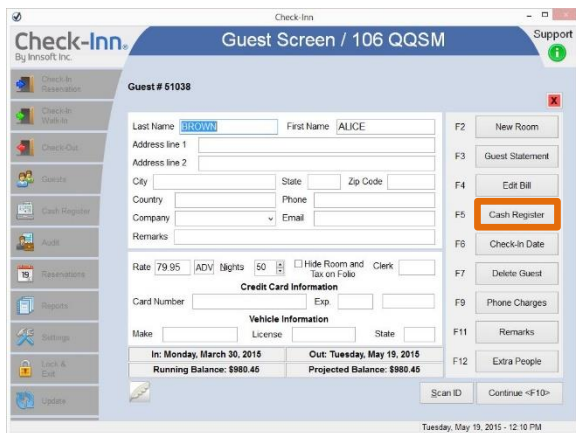 Check-Inn
Check-Inn®
By Innsoft Inc.
Guest Screen / 106 QQSM
Support
Check-In Reservation
Check-In Walk-In
Check-Out
Guests
Cash Register
Audit
19 Reservations
Reports
Settings
Lock & Exit
Update
Guest # 51038
X
Last Name BROWN First Name ALICE
Address line 1
Address line 2
City State Zip Code
Country Phone
Company Email
Remarks
Rate 79.95 ADV Nights 50 Hide Room and Tax on Folio Clerk
Credit Card Information
Card Number Exp.
Vehicle Information
Make License State
In: Monday, March 30, 2015 Out: Tuesday, May 19, 2015
Running Balance: $980.45 Projected Balance: $980.45
F2 New Room
F3 Guest Statement
F4 Edit Bill
F5 Cash Register
F6 Check-In Date
F7 Delete Guest
F9 Phone Charges
F11 Remarks
F12 Extra People
Scan ID Continue <F10>
Tuesday, May 19, 2015 - 12:10 PM